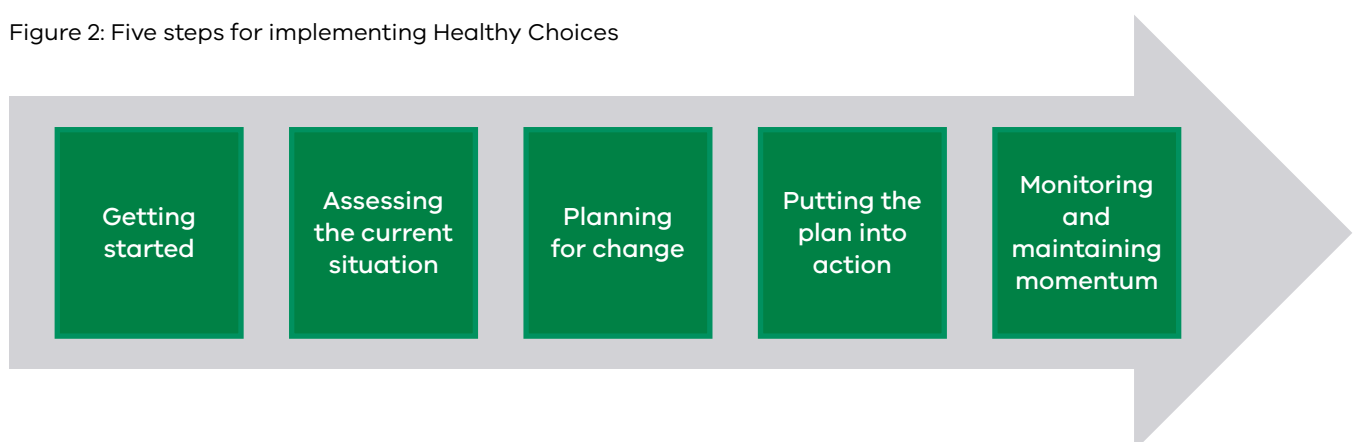 Figure 2: Five steps for implementing Healthy Choices
Getting
started
Assessing
the current
situation
Planning
for change
Putting the
plan into
action
Monitoring
and
maintaining
momentum